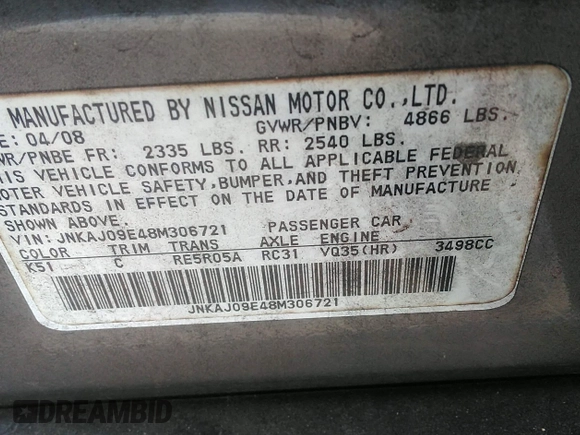 MANUFACTURED BY NISSAN MOTOR CO.,LTD.
E: 04/08 GVWR/PNBV: 4866 LBS.
WR/PNBE FR: 2335 LBS. RR: 2540 LBS.
HIS VEHICLE CONFORMS TO ALL APPLICABLE FEDERAL
OTOR VEHICLE SAFETY,BUMPER,AND THEFT PREVENTION
STANDARDS IN EFFECT ON THE DATE OF MANUFACTURE
SHOWN ABOVE.
VIN: JNKAJ09E48M306721 PASSENGER CAR
COLOR TRIM TRANS AXLE ENGINE
K51 C RE5R05A RC31 VQ35(HR) 3498CC
JNKAJ09E48M306721
DREAMBID